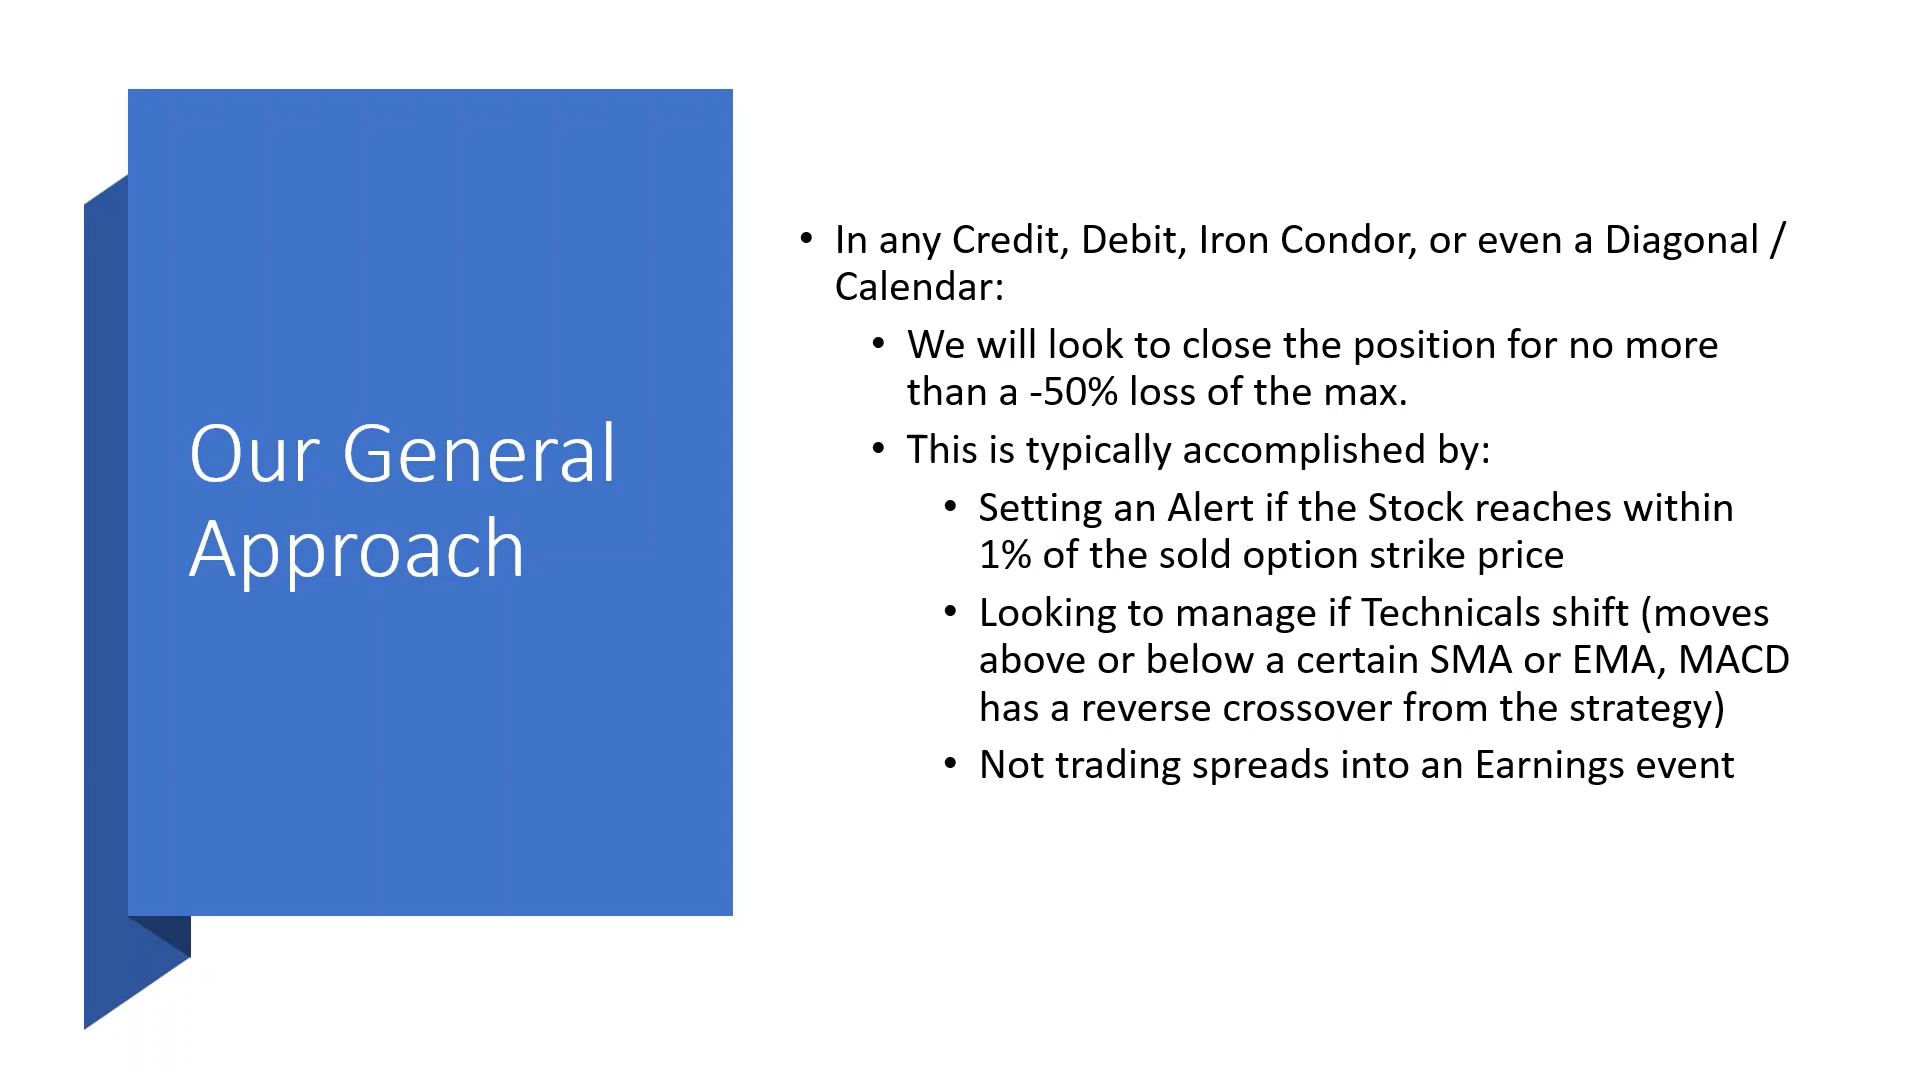 Our General
Approach
• In any Credit, Debit, Iron Condor, or even a Diagonal /
Calendar:
• We will look to close the position for no more
than a -50% loss of the max.
• This is typically accomplished by:
• Setting an Alert if the Stock reaches within
1% of the sold option strike price
• Looking to manage if Technicals shift (moves
above or below a certain SMA or EMA, MACD
has a reverse crossover from the strategy)
• Not trading spreads into an Earnings event